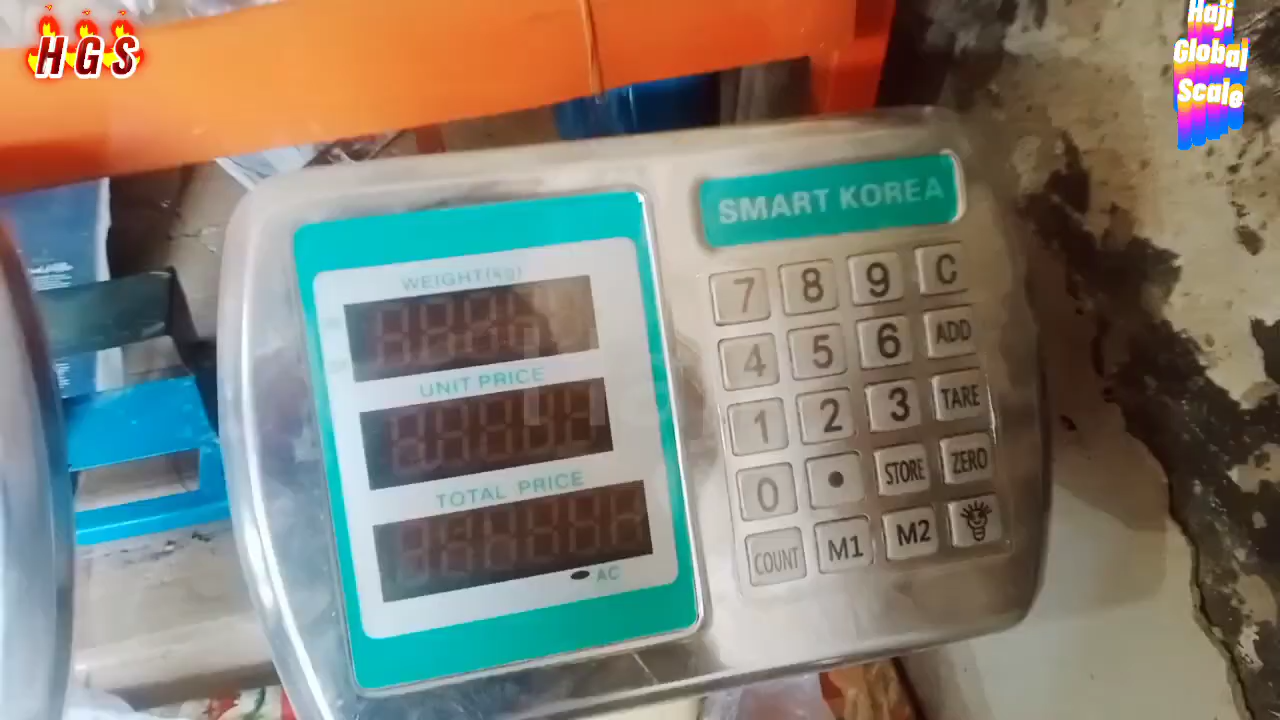 HGS
Haji
Global
Scale
SMART KOREA
WEIGHT(kg)
UNIT PRICE
TOTAL PRICE
AC
7 8 9 C
4 5 6 ADD
1 2 3 TARE
0 . STORE ZERO
COUNT M1 M2